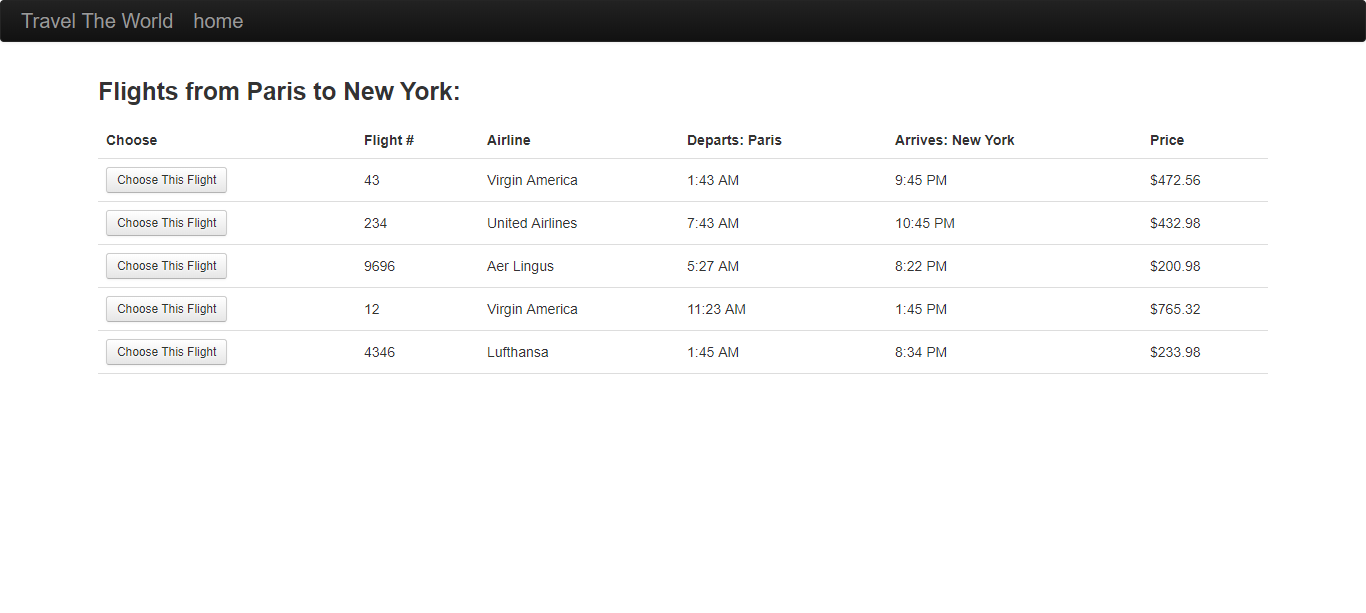 Travel The World home
Flights from Paris to New York:
Choose Flight # Airline Departs: Paris Arrives: New York Price
Choose This Flight 43 Virgin America 1:43 AM 9:45 PM $472.56
Choose This Flight 234 United Airlines 7:43 AM 10:45 PM $432.98
Choose This Flight 9696 Aer Lingus 5:27 AM 8:22 PM $200.98
Choose This Flight 12 Virgin America 11:23 AM 1:45 PM $765.32
Choose This Flight 4346 Lufthansa 1:45 AM 8:34 PM $233.98